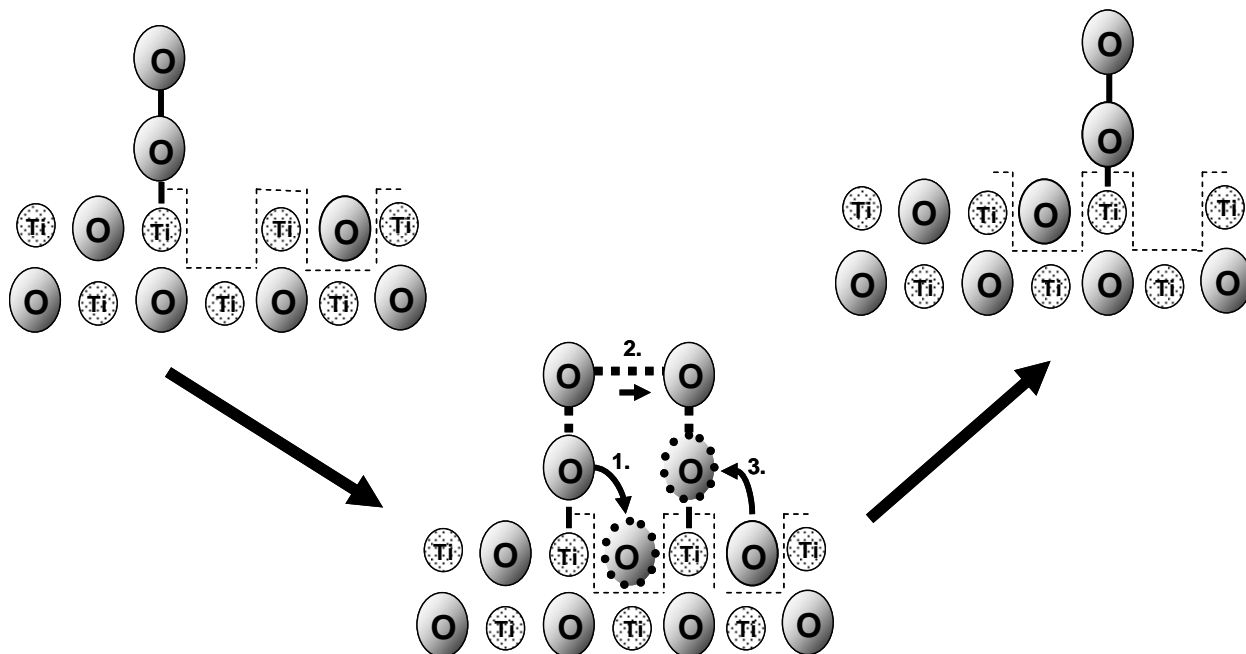 O
O
Ti O Ti Ti O Ti
O Ti O Ti O Ti O
O
O
Ti O Ti O Ti Ti
O Ti O Ti O Ti O
2.
O O
O 1. O 3.
Ti O Ti O Ti O Ti
O Ti O Ti O Ti O